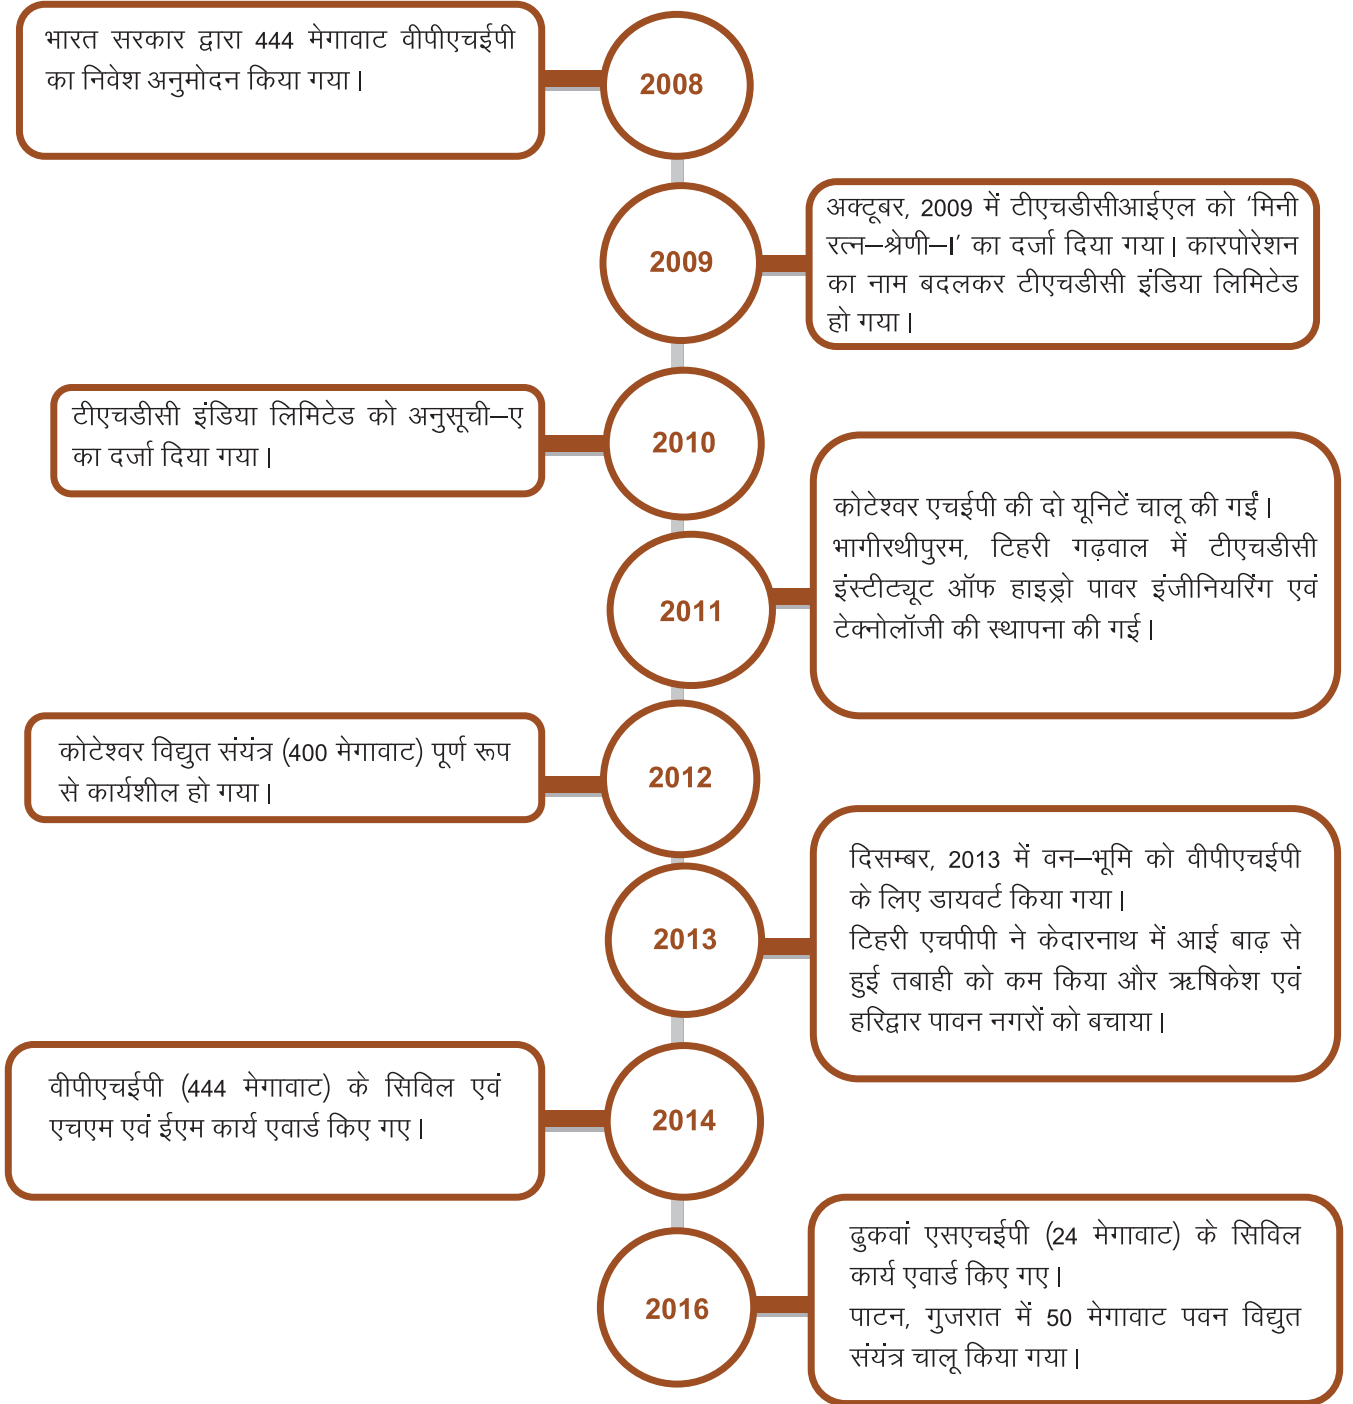 भारत सरकार द्वारा 444 मेगावाट वीपीएचईपी
का निवेश अनुमोदन किया गया।
2008
2009
अक्टूबर, 2009 में टीएचडीसीआईएल को 'मिनी
रत्न–श्रेणी–I' का दर्जा दिया गया। कारपोरेशन
का नाम बदलकर टीएचडीसी इंडिया लिमिटेड
हो गया।
टीएचडीसी इंडिया लिमिटेड को अनुसूची–ए
का दर्जा दिया गया।
2010
2011
कोटेश्वर एचईपी की दो यूनिटें चालू की गईं।
भागीरथीपुरम, टिहरी गढ़वाल में टीएचडीसी
इंस्टीट्यूट ऑफ हाइड्रो पावर इंजीनियरिंग एवं
टेक्नोलॉजी की स्थापना की गई।
कोटेश्वर विद्युत संयंत्र (400 मेगावाट) पूर्ण रूप
से कार्यशील हो गया।
2012
2013
दिसम्बर, 2013 में वन–भूमि को वीपीएचईपी
के लिए डायवर्ट किया गया।
टिहरी एचपीपी ने केदारनाथ में आई बाढ़ से
हुई तबाही को कम किया और ऋषिकेश एवं
हरिद्वार पावन नगरों को बचाया।
वीपीएचईपी (444 मेगावाट) के सिविल एवं
एचएम एवं ईएम कार्य एवार्ड किए गए।
2014
2016
ढुकवां एसएचईपी (24 मेगावाट) के सिविल
कार्य एवार्ड किए गए।
पाटन, गुजरात में 50 मेगावाट पवन विद्युत
संयंत्र चालू किया गया।